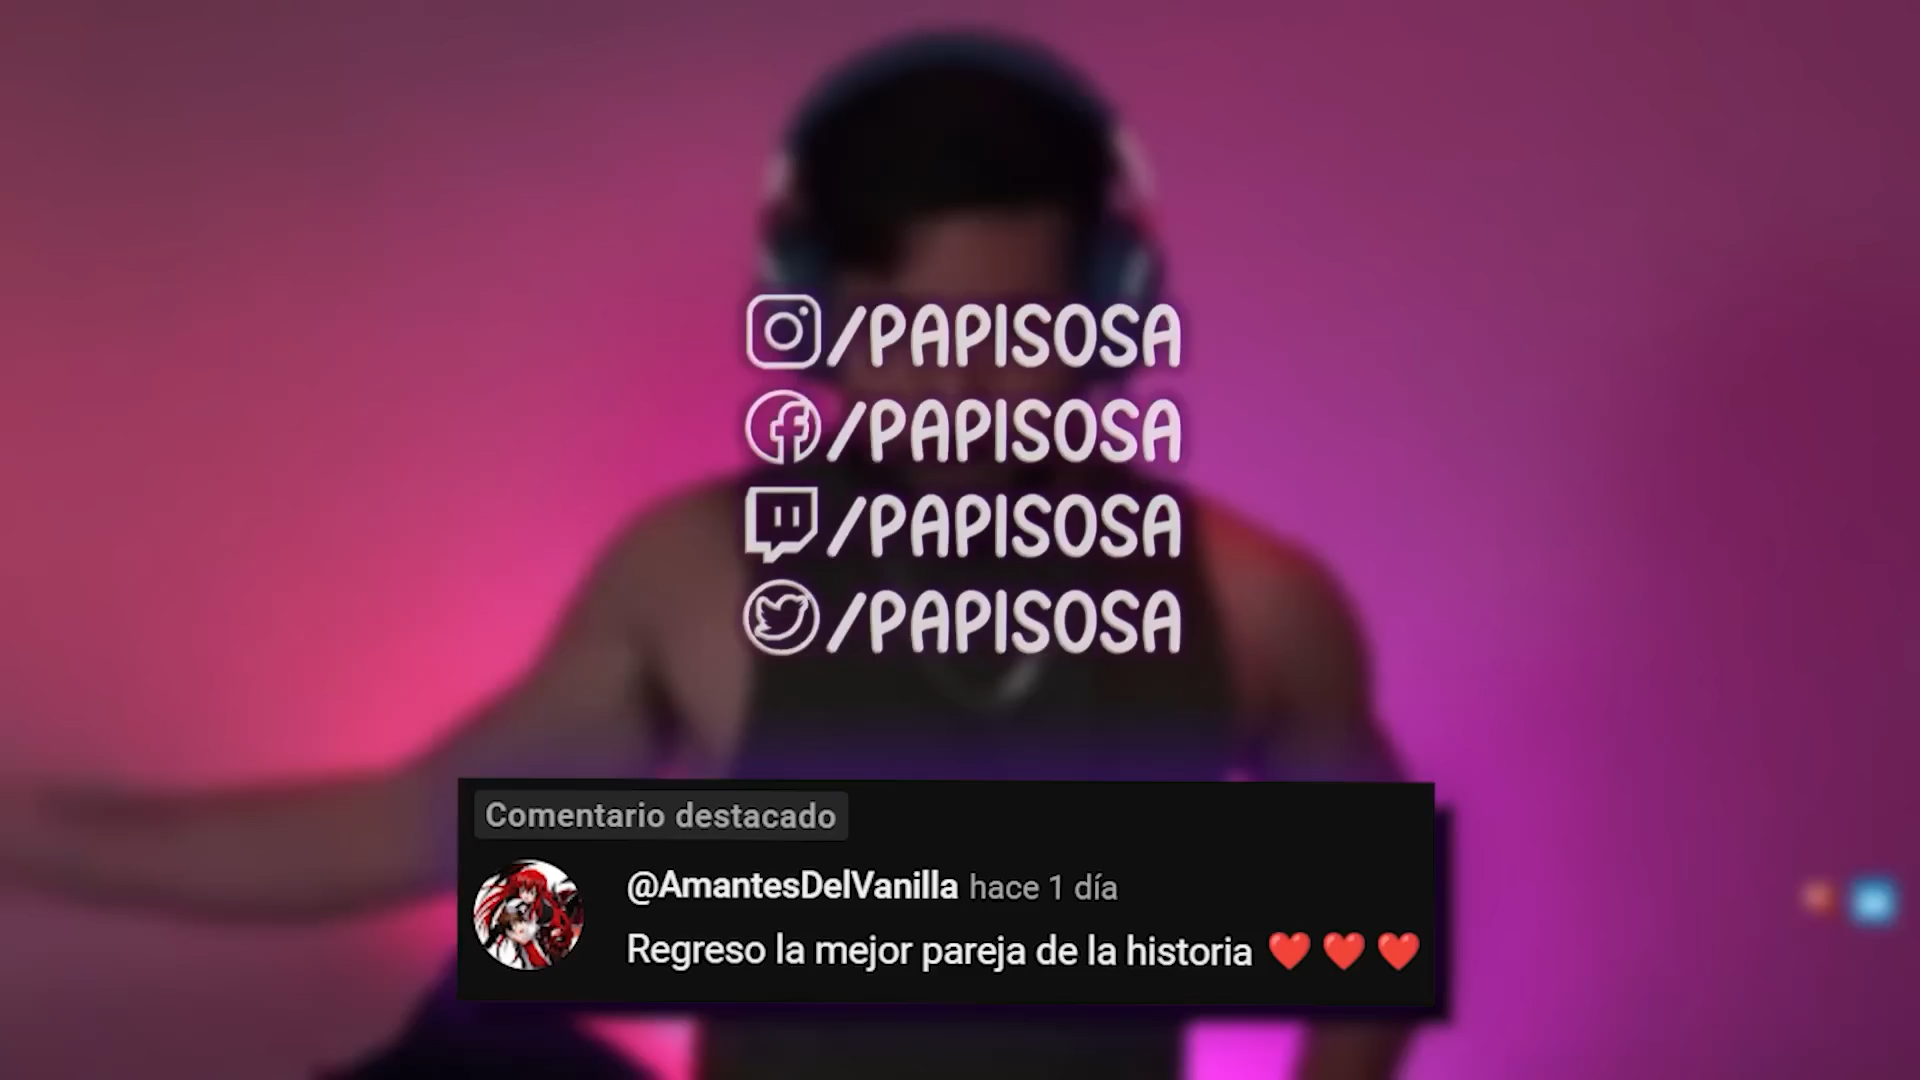 /PAPISOSA
/PAPISOSA
/PAPISOSA
/PAPISOSA
Comentario destacado
@AmantesDelVanilla hace 1 día
Regreso la mejor pareja de la historia ❤️ ❤️ ❤️